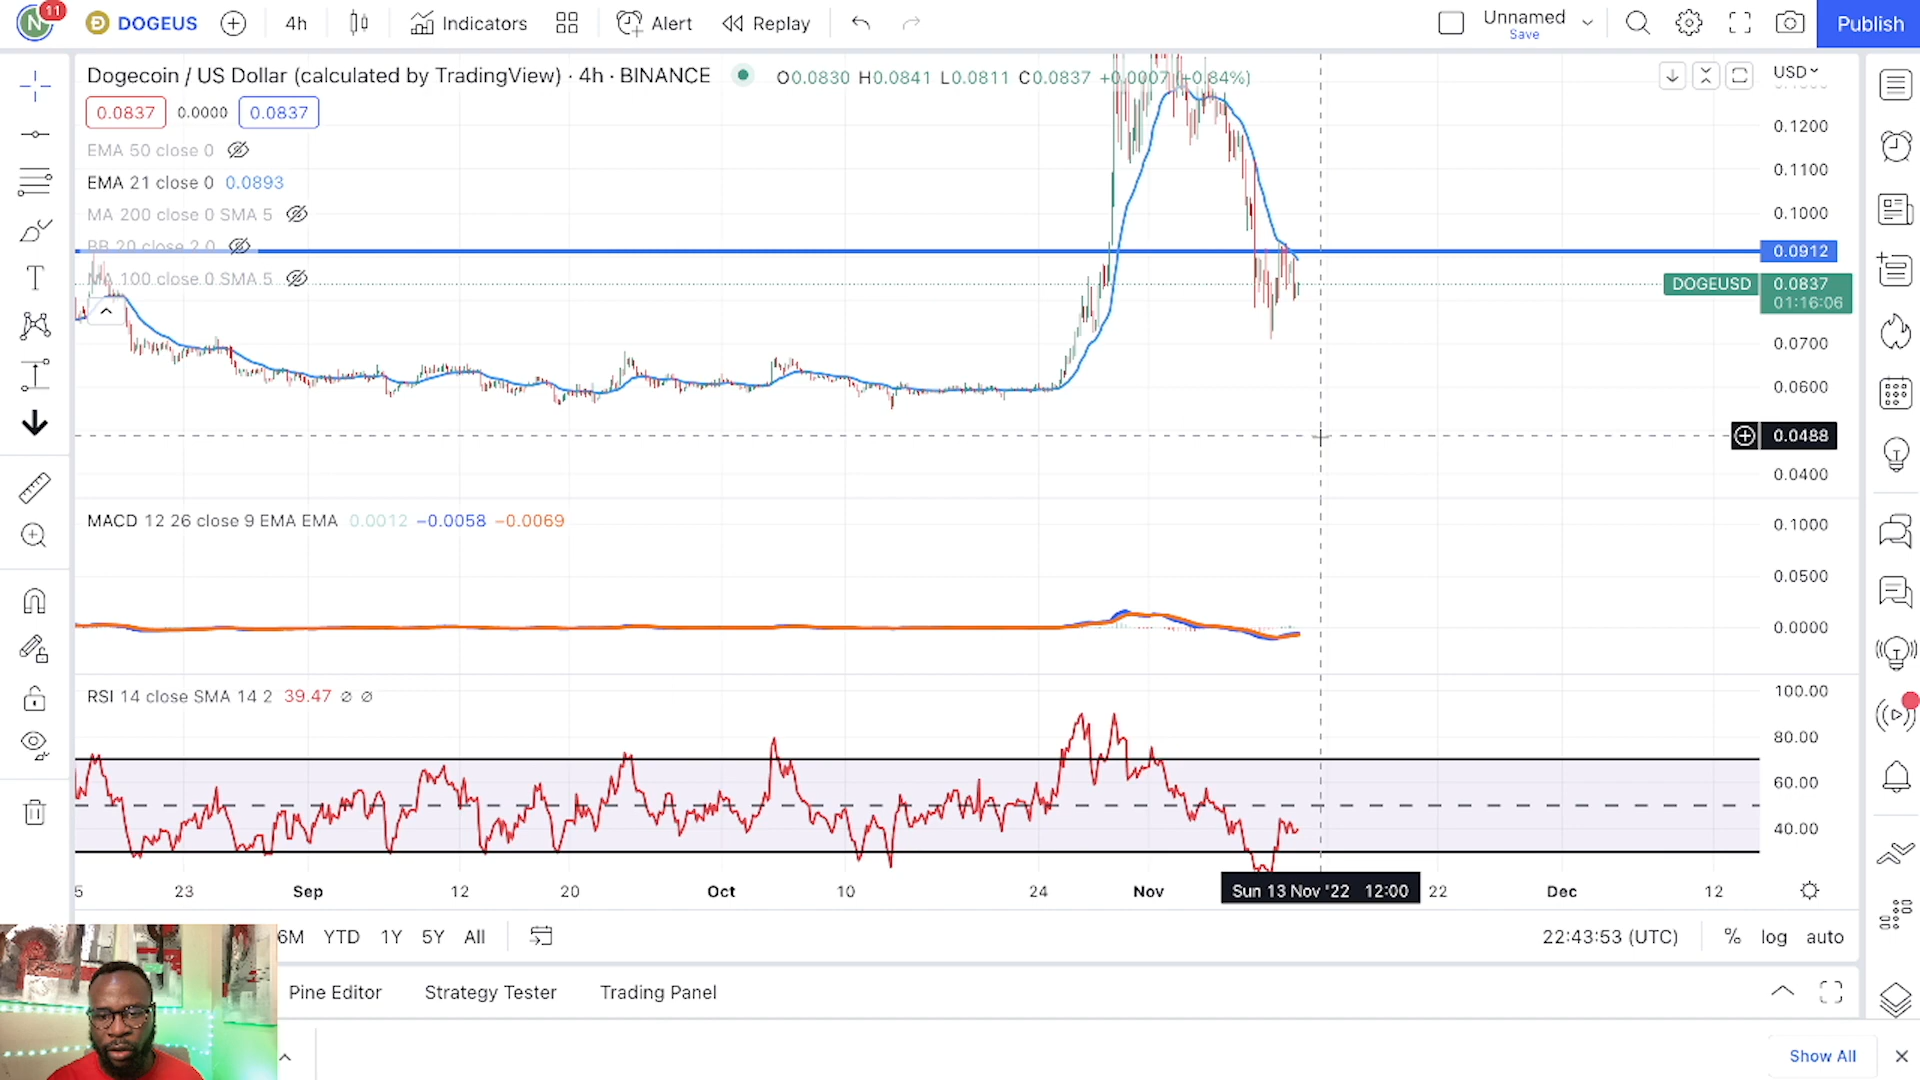 N 11 DOGEUS 4h Indicators Alert Replay Unnamed Save Publish
Dogecoin / US Dollar (calculated by TradingView) · 4h · BINANCE O0.0830 H0.0841 L0.0811 C0.0837 +0.0007 (+0.84%) USD
0.0837 0.0000 0.0837
EMA 50 close 0
EMA 21 close 0 0.0893
MA 200 close 0 SMA 5
BB 20 close 2 0
MA 100 close 0 SMA 5
0.1200
0.1100
0.1000
0.0912
DOGEUSD 0.0837
01:16:06
0.0700
0.0600
0.0488
0.0400
MACD 12 26 close 9 EMA EMA 0.0012 −0.0058 −0.0069
0.1000
0.0500
0.0000
RSI 14 close SMA 14 2 39.47 ∅ ∅
100.00
80.00
60.00
40.00
5 23 Sep 12 20 Oct 10 24 Nov Sun 13 Nov '22 12:00 22 Dec 12
6M YTD 1Y 5Y All 22:43:53 (UTC) % log auto
Pine Editor Strategy Tester Trading Panel
Show All